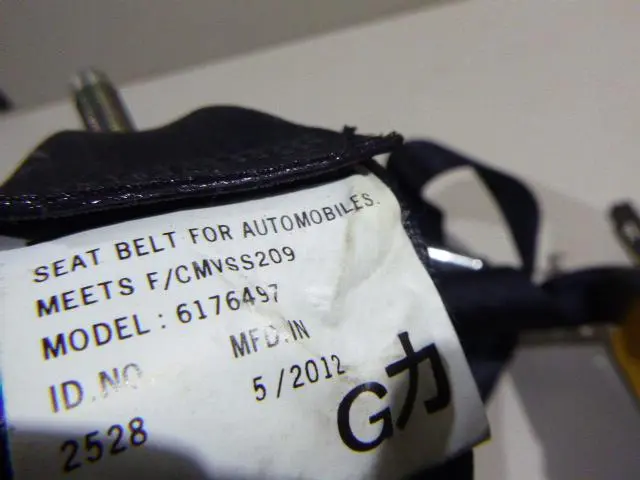 SEAT BELT FOR AUTOMOBILES.
MEETS F/CMVSS209
MODEL: 6176497
ID.NO. MFD.IN
2528 5/2012
G力